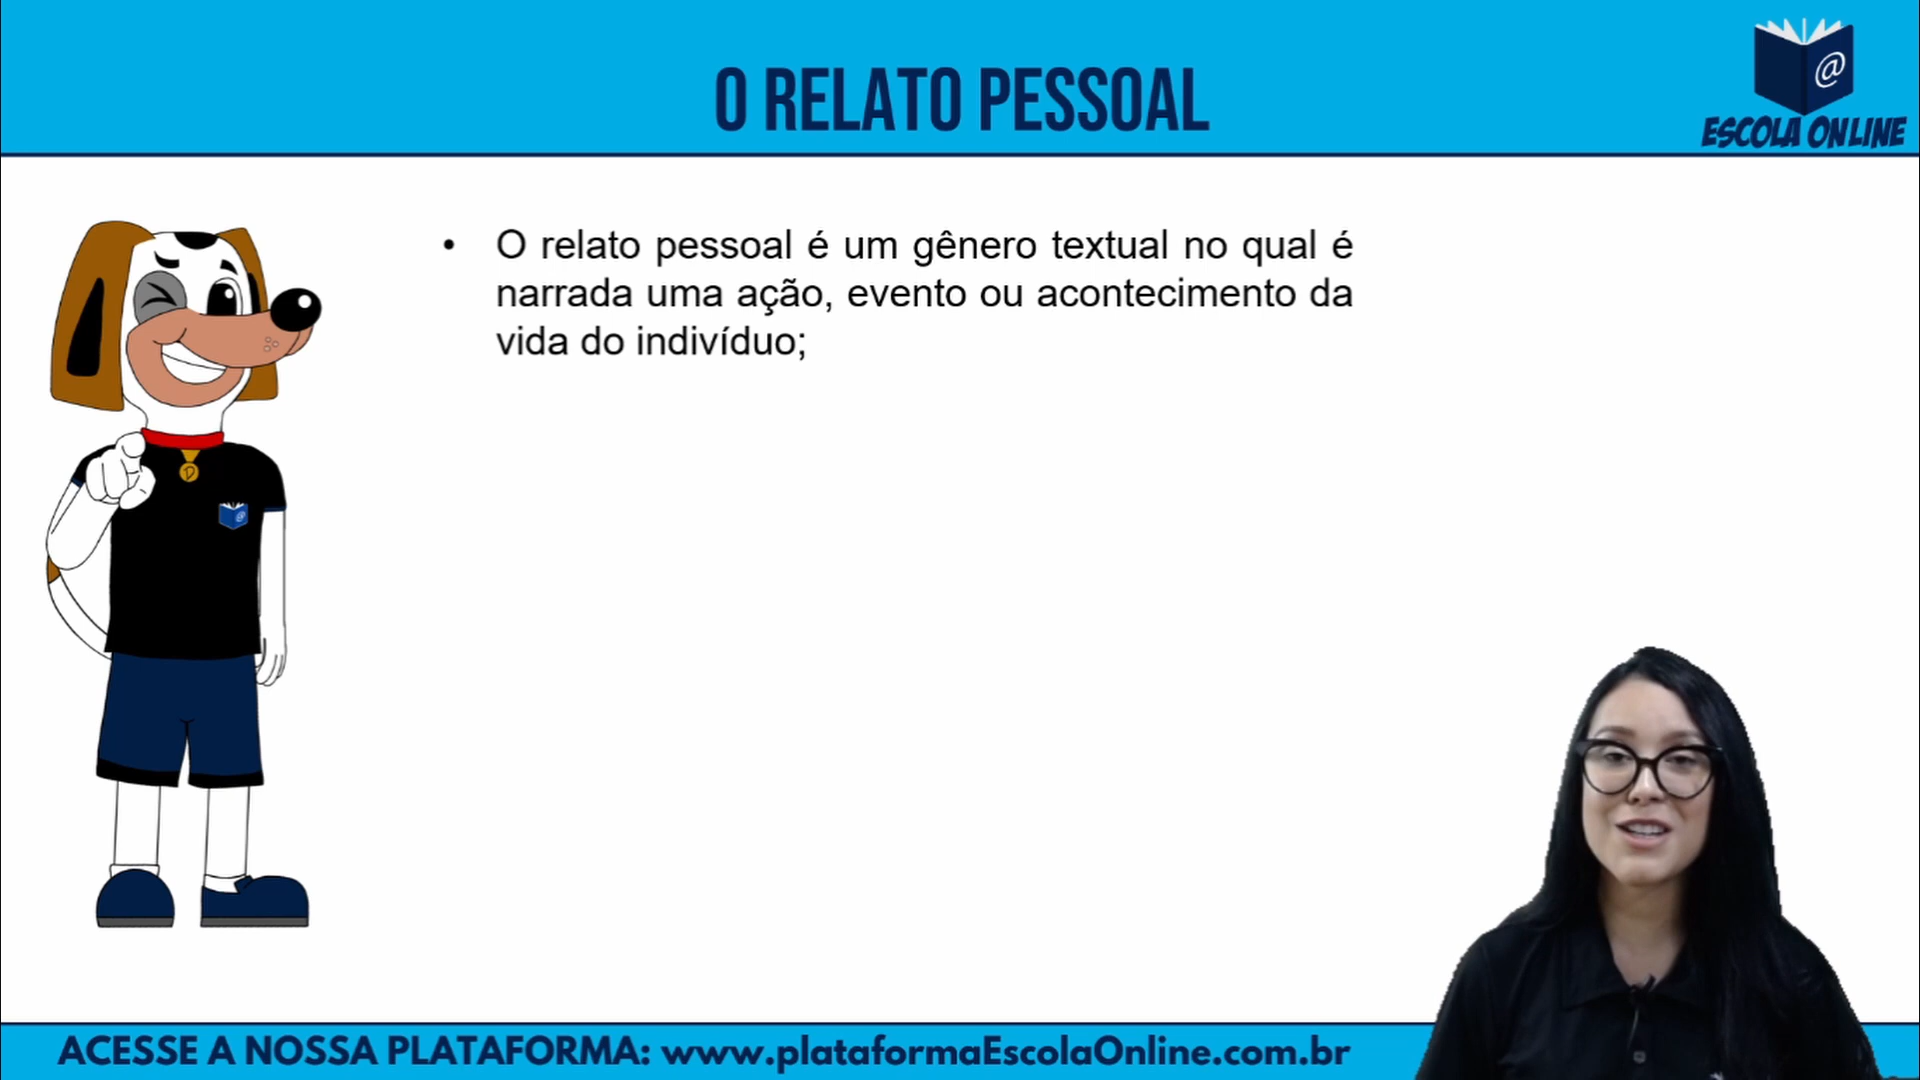 O RELATO PESSOAL
@
ESCOLA ONLINE
• O relato pessoal é um gênero textual no qual é
narrada uma ação, evento ou acontecimento da
vida do indivíduo;
D
@
ACESSE A NOSSA PLATAFORMA: www.plataformaEscolaOnline.com.br